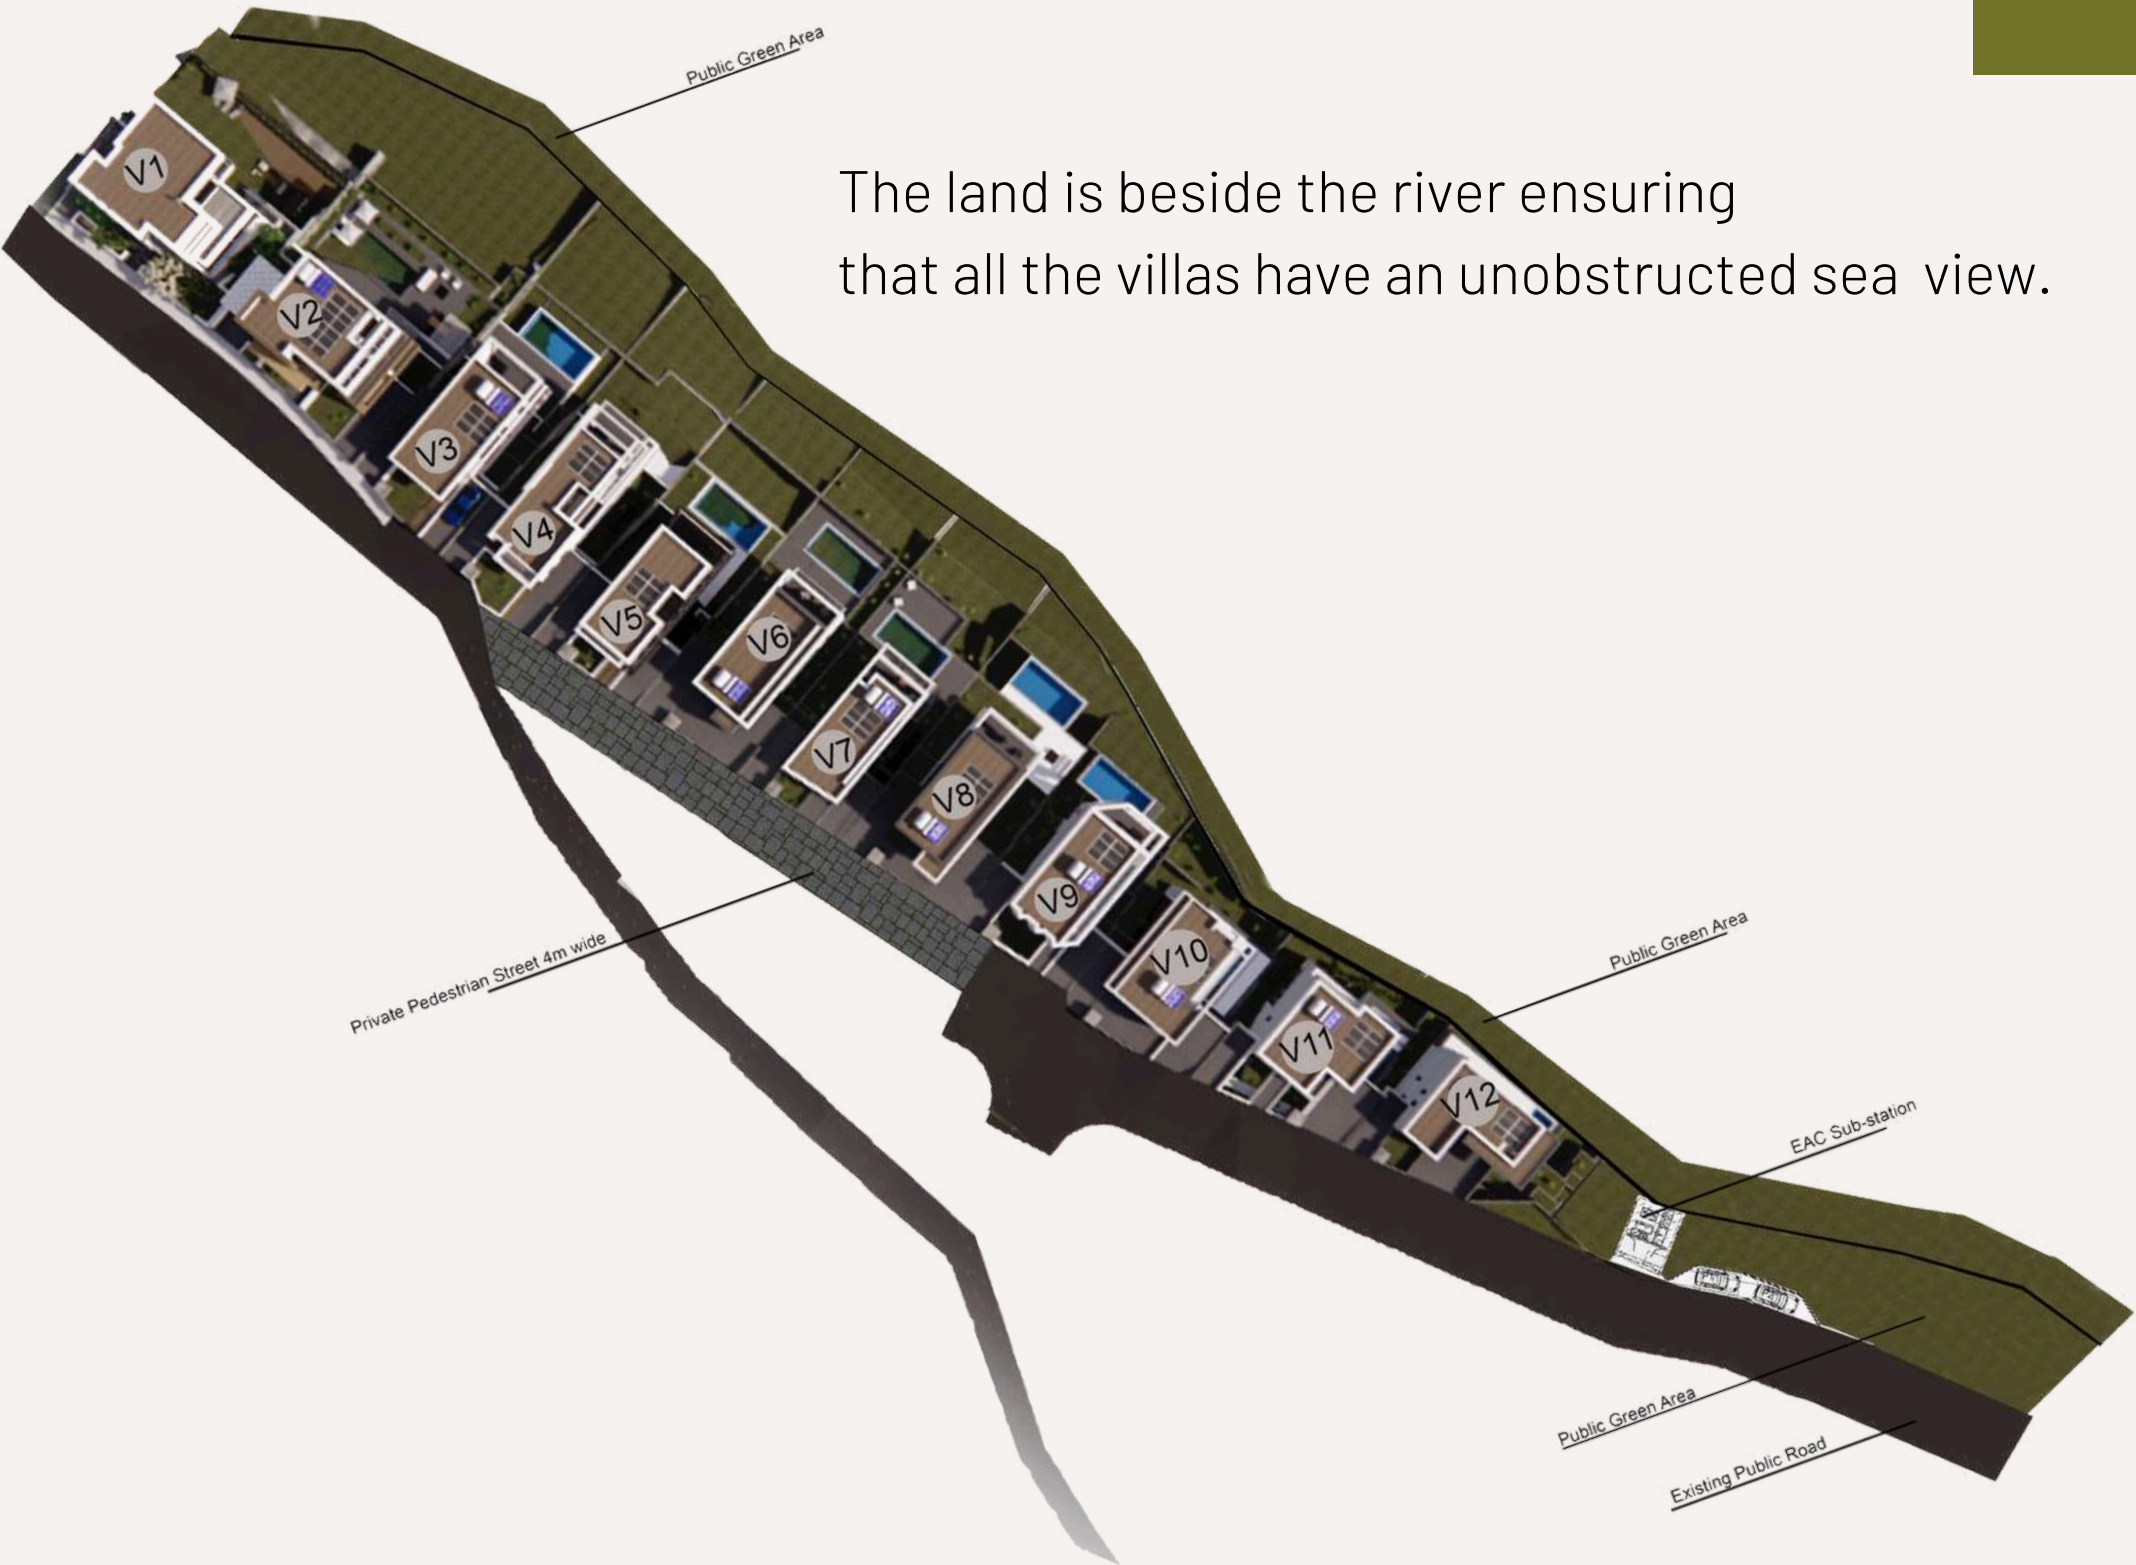 Public Green Area
The land is beside the river ensuring
that all the villas have an unobstructed sea view.
V1
V2
V3
V4
V5
V6
V7
V8
V9
V10
V11
V12
Private Pedestrian Street 4m wide
Public Green Area
EAC Sub-station
Public Green Area
Existing Public Road